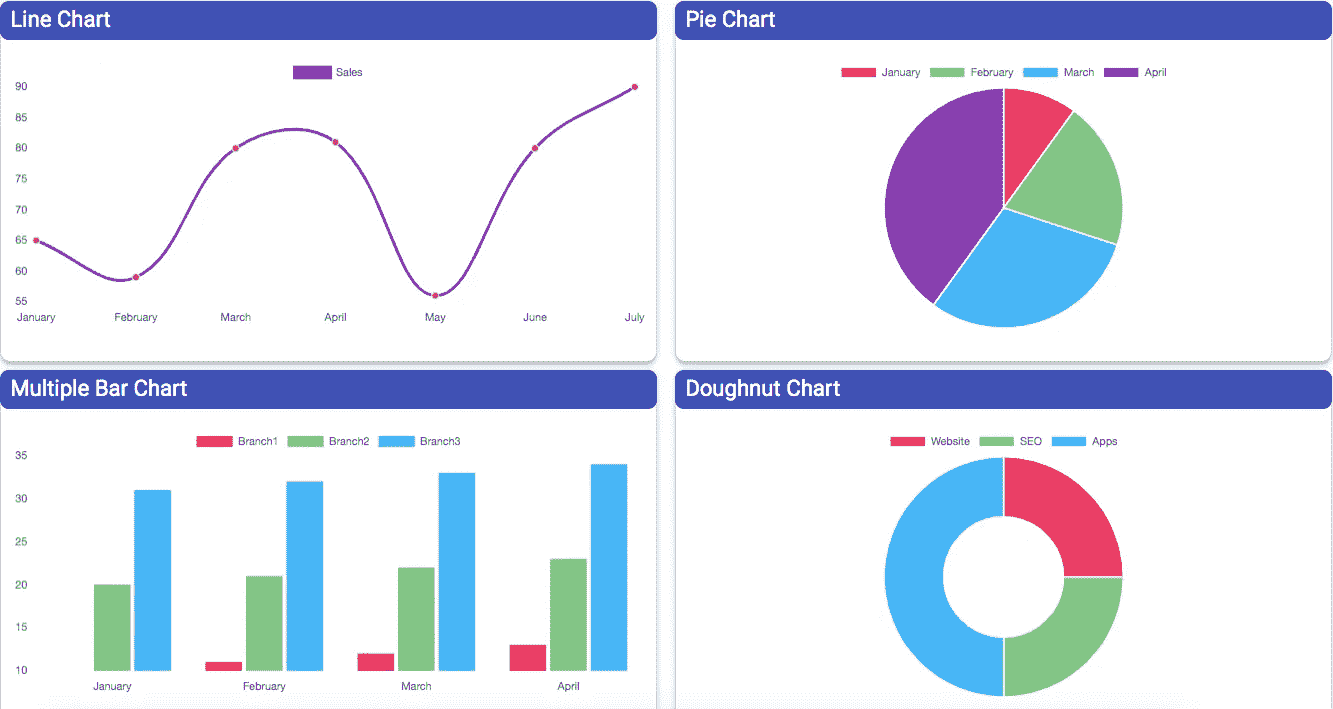 Line Chart
Sales
90
85
80
75
70
65
60
55
January February March April May June July
Pie Chart
January February March April
Multiple Bar Chart
Branch1 Branch2 Branch3
35
30
25
20
15
10
January February March April
Doughnut Chart
Website SEO Apps